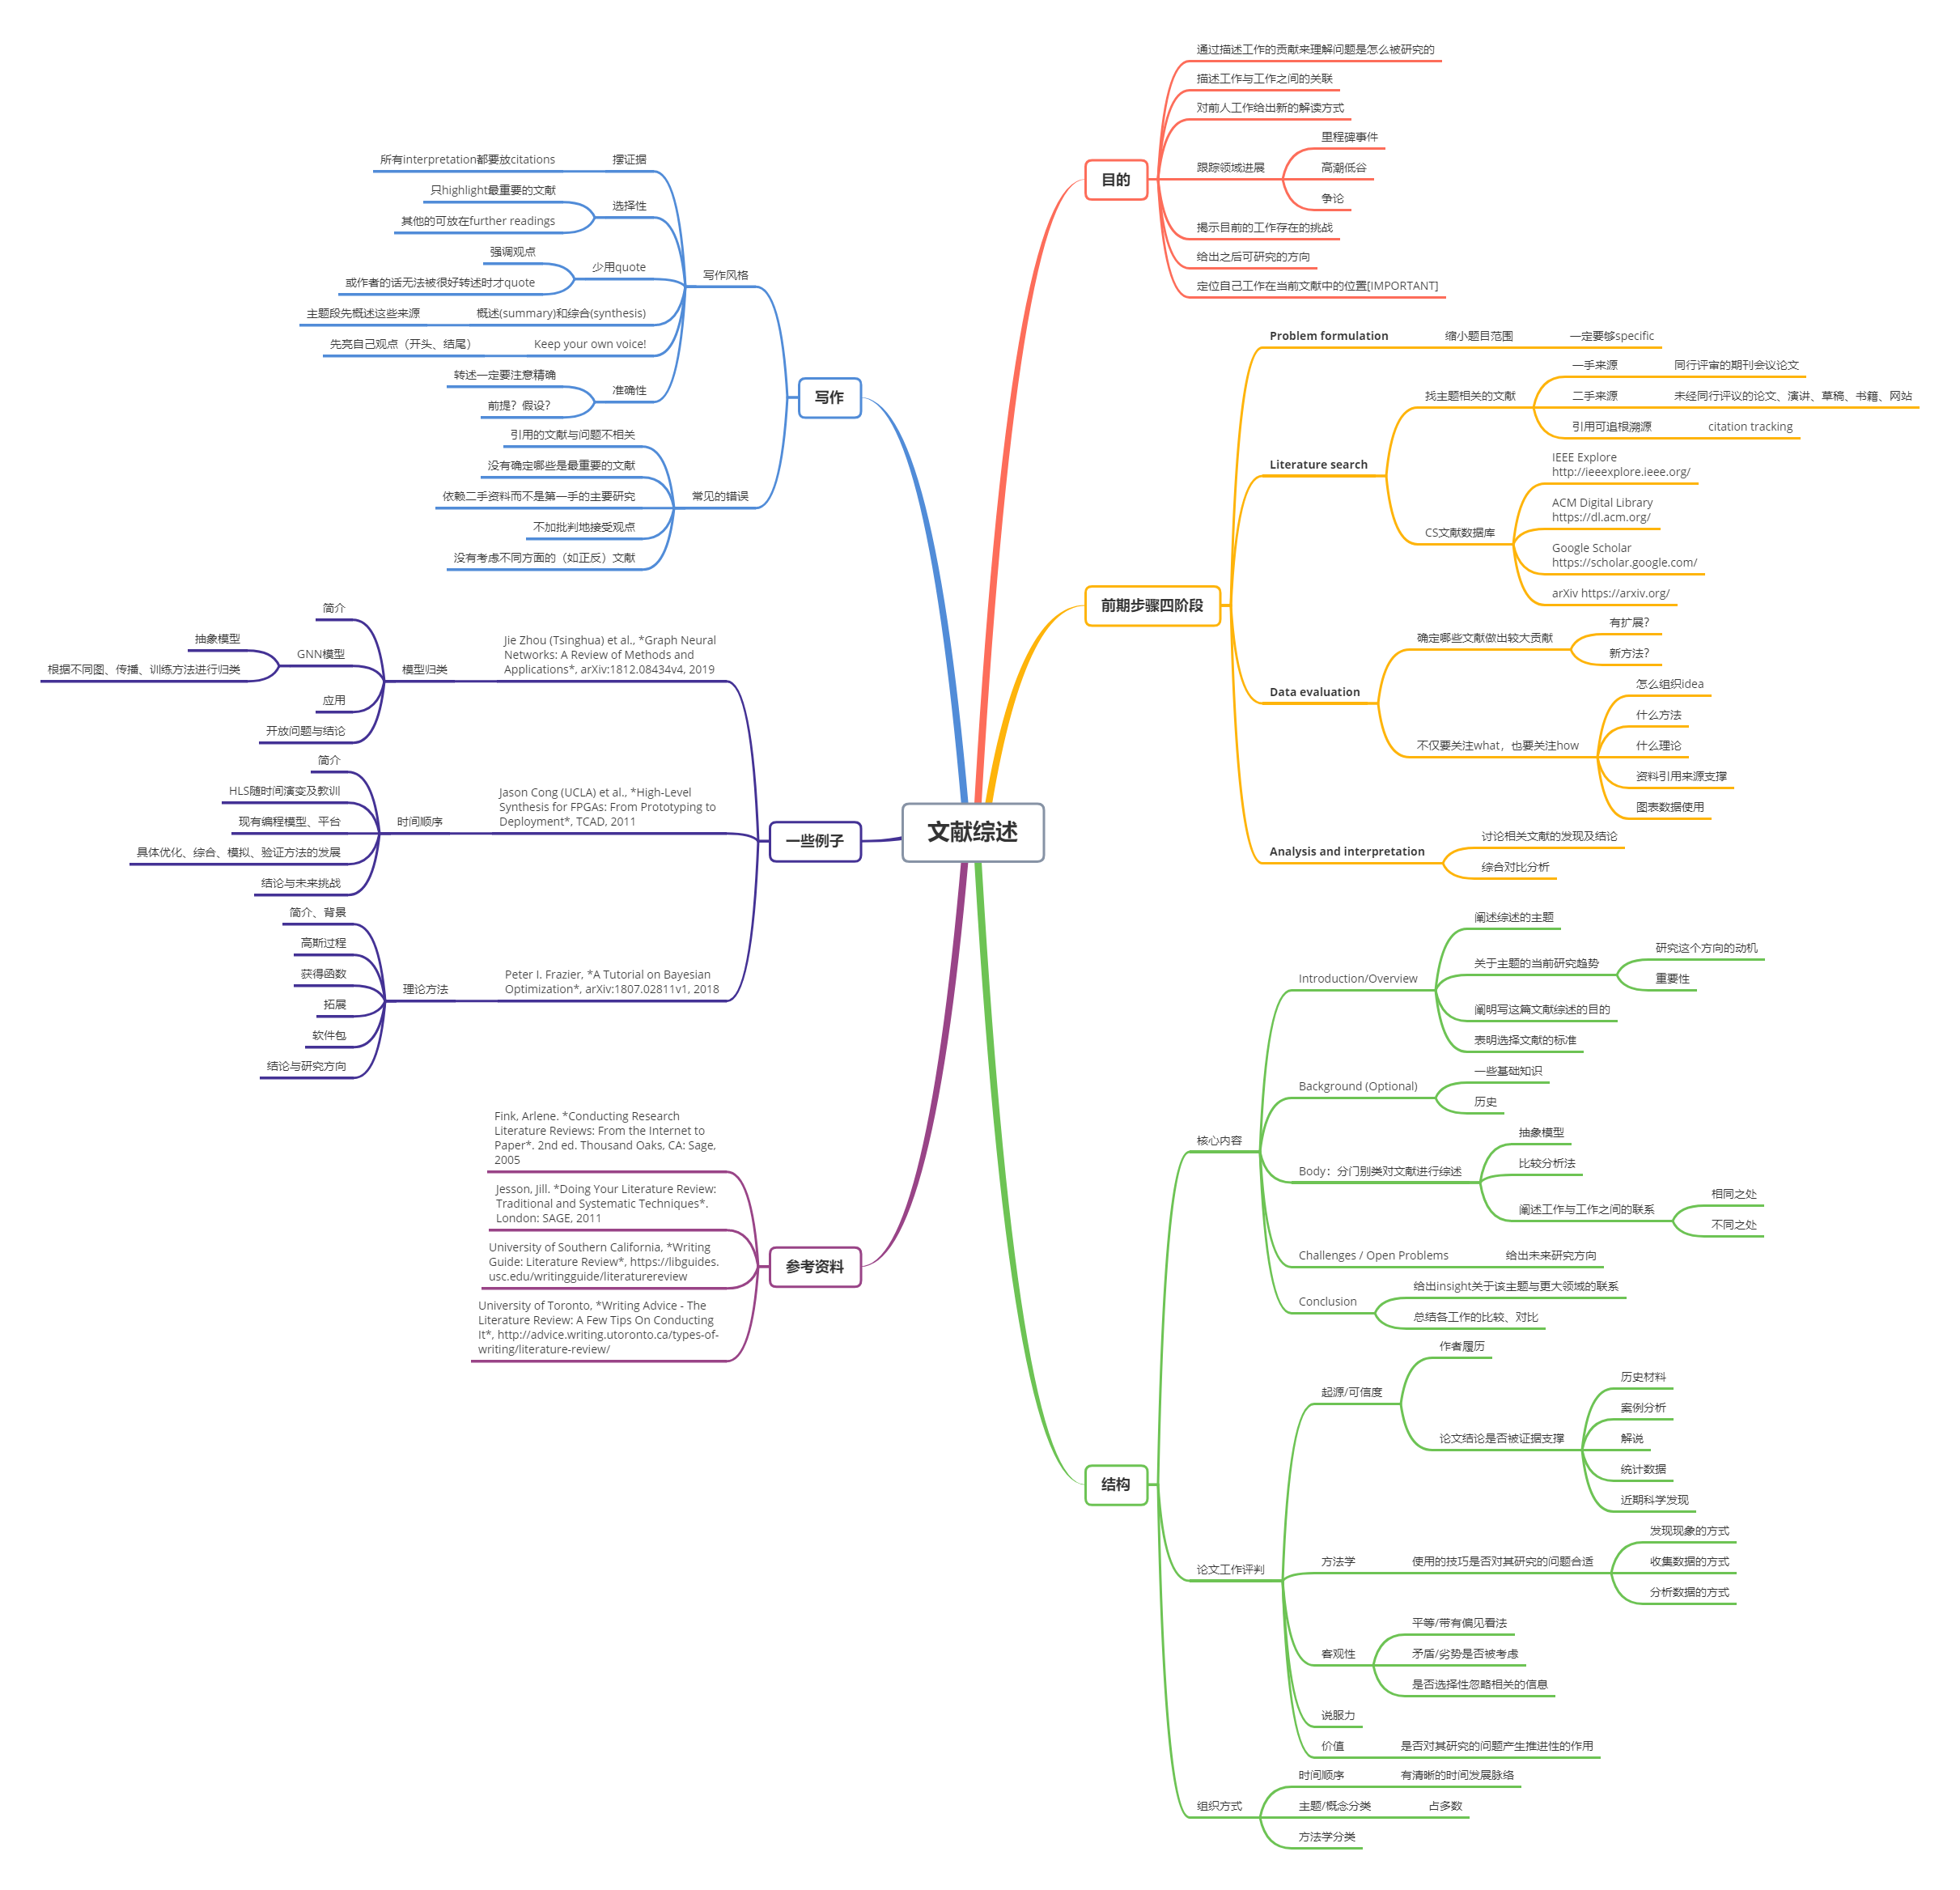 文献综述
目的
通过描述工作的贡献来理解问题是怎么被研究的
描述工作与工作之间的关联
对前人工作给出新的解读方式
跟踪领域进展
里程碑事件
高潮低谷
争论
揭示目前的工作存在的挑战
给出之后可研究的方向
定位自己工作在当前文献中的位置[IMPORTANT]
前期步骤四阶段
Problem formulation
缩小题目范围
一定要够specific
Literature search
找主题相关的文献
一手来源
同行评审的期刊会议论文
二手来源
未经同行评议的论文、演讲、草稿、书籍、网站
引用可追根溯源
citation tracking
CS文献数据库
IEEE Explore
http://ieeexplore.ieee.org/
ACM Digital Library
https://dl.acm.org/
Google Scholar
https://scholar.google.com/
arXiv https://arxiv.org/
Data evaluation
确定哪些文献做出较大贡献
有扩展？
新方法？
不仅要关注what，也要关注how
怎么组织idea
什么方法
什么理论
资料引用来源支撑
图表数据使用
Analysis and interpretation
讨论相关文献的发现及结论
综合对比分析
结构
核心内容
Introduction/Overview
阐述综述的主题
关于主题的当前研究趋势
研究这个方向的动机
重要性
阐明写这篇文献综述的目的
表明选择文献的标准
Background (Optional)
一些基础知识
历史
Body：分门别类对文献进行综述
抽象模型
比较分析法
阐述工作与工作之间的联系
相同之处
不同之处
Challenges / Open Problems
给出未来研究方向
Conclusion
给出insight关于该主题与更大领域的联系
总结各工作的比较、对比
论文工作评判
起源/可信度
作者履历
论文结论是否被证据支撑
历史材料
案例分析
解说
统计数据
近期科学发现
方法学
使用的技巧是否对其研究的问题合适
发现现象的方式
收集数据的方式
分析数据的方式
客观性
平等/带有偏见看法
矛盾/劣势是否被考虑
是否选择性忽略相关的信息
说服力
价值
是否对其研究的问题产生推进性的作用
组织方式
时间顺序
有清晰的时间发展脉络
主题/概念分类
占多数
方法学分类
写作
写作风格
摆证据
所有interpretation都要放citations
选择性
只highlight最重要的文献
其他的可放在further readings
少用quote
强调观点
或作者的话无法被很好转述时才quote
概述(summary)和综合(synthesis)
主题段先概述这些来源
Keep your own voice!
先亮自己观点（开头、结尾）
准确性
转述一定要注意精确
前提？假设？
常见的错误
引用的文献与问题不相关
没有确定哪些是最重要的文献
依赖二手资料而不是第一手的主要研究
不加批判地接受观点
没有考虑不同方面的（如正反）文献
一些例子
Jie Zhou (Tsinghua) et al., *Graph Neural
Networks: A Review of Methods and
Applications*, arXiv:1812.08434v4, 2019
模型归类
简介
GNN模型
抽象模型
根据不同图、传播、训练方法进行归类
应用
开放问题与结论
Jason Cong (UCLA) et al., *High-Level
Synthesis for FPGAs: From Prototyping to
Deployment*, TCAD, 2011
时间顺序
简介
HLS随时间演变及教训
现有编程模型、平台
具体优化、综合、模拟、验证方法的发展
结论与未来挑战
Peter I. Frazier, *A Tutorial on Bayesian
Optimization*, arXiv:1807.02811v1, 2018
理论方法
简介、背景
高斯过程
获得函数
拓展
软件包
结论与研究方向
参考资料
Fink, Arlene. *Conducting Research
Literature Reviews: From the Internet to
Paper*. 2nd ed. Thousand Oaks, CA: Sage,
2005
Jesson, Jill. *Doing Your Literature Review:
Traditional and Systematic Techniques*.
London: SAGE, 2011
University of Southern California, *Writing
Guide: Literature Review*, https://libguides.
usc.edu/writingguide/literaturereview
University of Toronto, *Writing Advice - The
Literature Review: A Few Tips On Conducting
It*, http://advice.writing.utoronto.ca/types-of-
writing/literature-review/